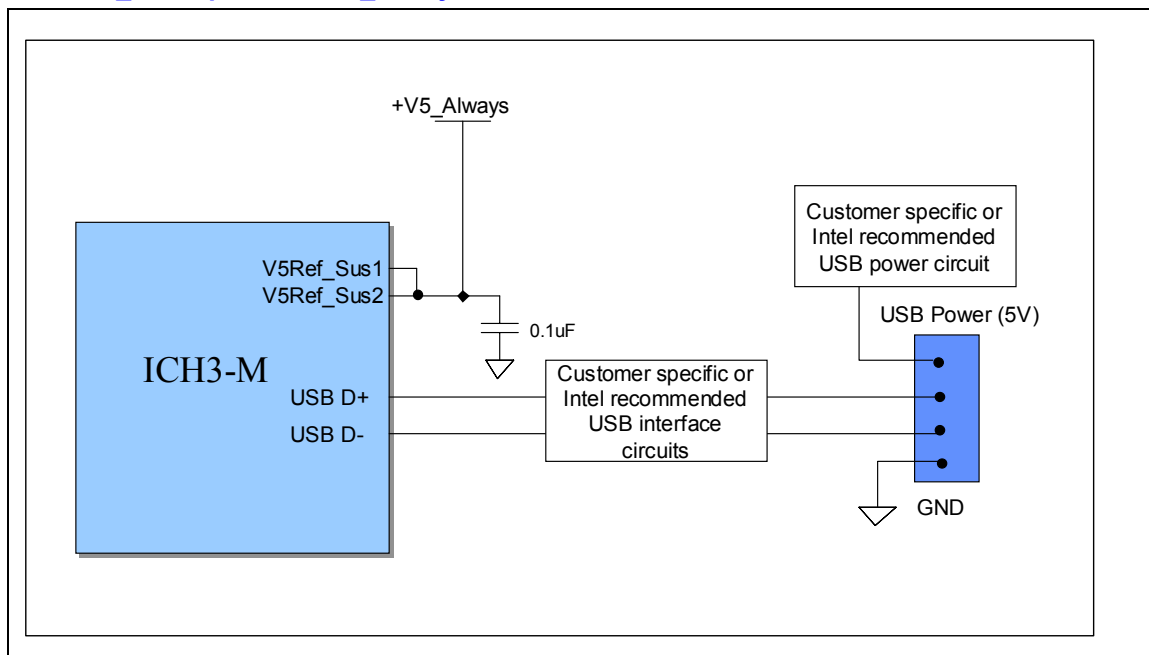 +V5_Always
Customer specific or
Intel recommended
USB power circuit
V5Ref_Sus1
V5Ref_Sus2
USB Power (5V)
0.1uF
ICH3-M
Customer specific or
Intel recommended
USB interface
circuits
USB D+
USB D-
GND